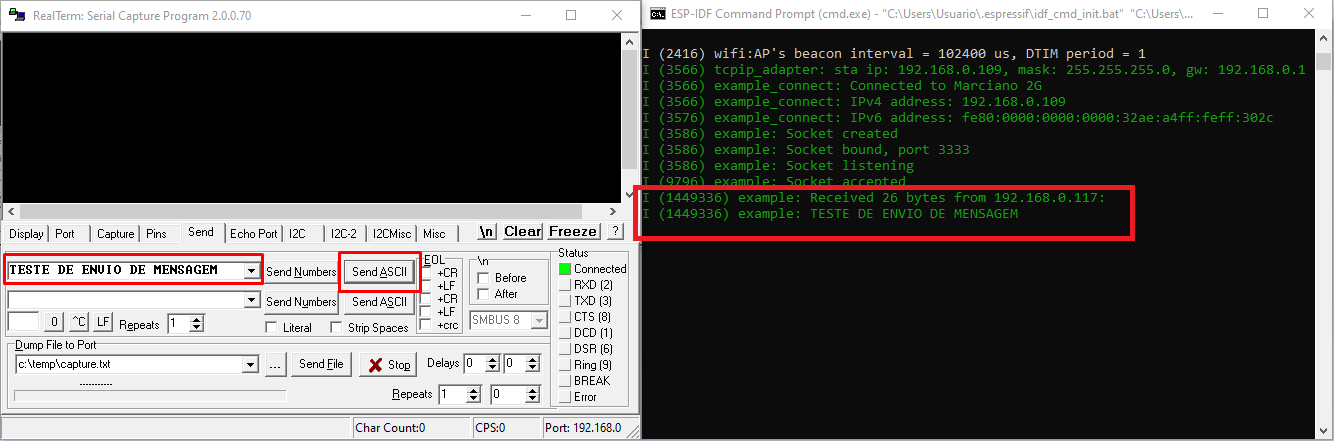 RealTerm: Serial Capture Program 2.0.0.70
Display Port Capture Pins Send Echo Port I2C I2C-2 I2CMisc Misc \n Clear Freeze ?
TESTE DE ENVIO DE MENSAGEM Send Numbers Send ASCII
Send Numbers Send ASCII
0 ^C LF Repeats 1 Literal Strip Spaces
EOL
+CR
+LF
+CR
+LF
+crc
\n
Before
After
SMBUS 8
Status
Connected
RXD (2)
TXD (3)
CTS (8)
DCD (1)
DSR (6)
Ring (9)
BREAK
Error
Dump File to Port
c:\temp\capture.txt ... Send File Stop Delays 0 0
Repeats 1 0
Char Count:0 CPS:0 Port: 192.168.0
ESP-IDF Command Prompt (cmd.exe) - "C:\Users\Usuario\.espressif\idf_cmd_init.bat" "C:\Users\...
I (2416) wifi:AP's beacon interval = 102400 us, DTIM period = 1
I (3566) tcpip_adapter: sta ip: 192.168.0.109, mask: 255.255.255.0, gw: 192.168.0.1
I (3566) example_connect: Connected to Marciano 2G
I (3566) example_connect: IPv4 address: 192.168.0.109
I (3576) example_connect: IPv6 address: fe80:0000:0000:0000:32ae:a4ff:feff:302c
I (3586) example: Socket created
I (3586) example: Socket bound, port 3333
I (3586) example: Socket listening
I (9796) example: Socket accepted
I (1449336) example: Received 26 bytes from 192.168.0.117:
I (1449336) example: TESTE DE ENVIO DE MENSAGEM